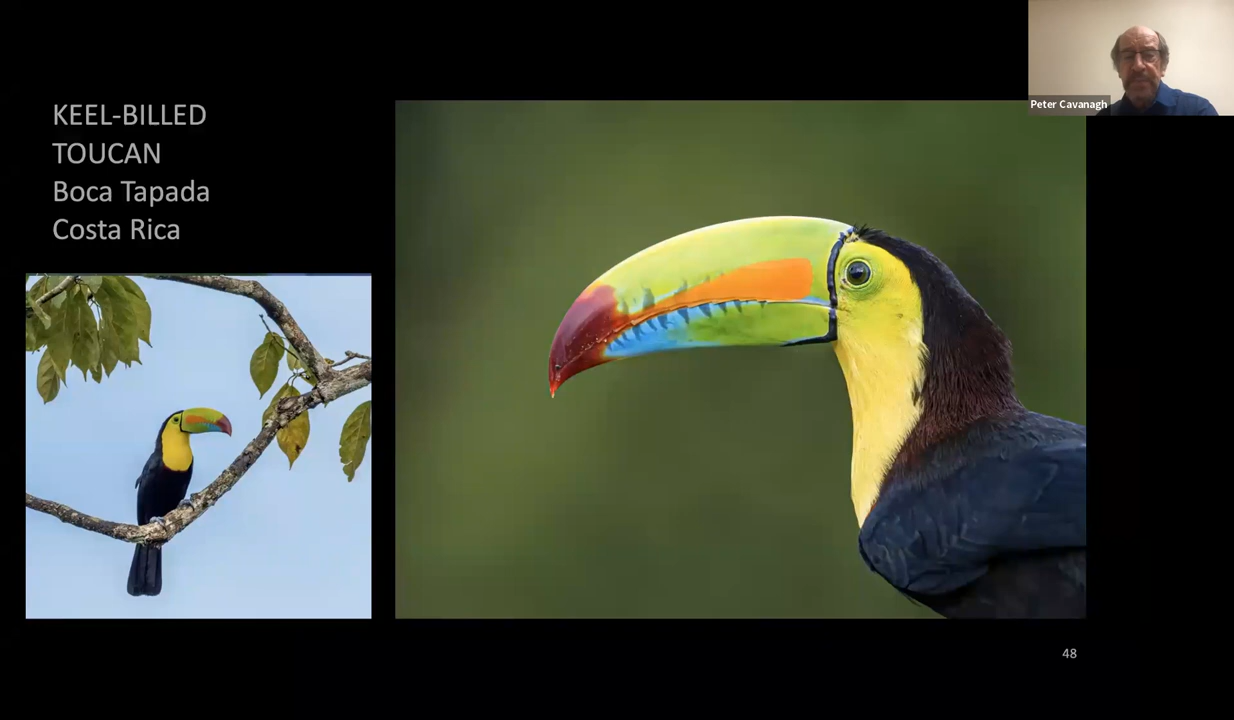 KEEL-BILLED
TOUCAN
Boca Tapada
Costa Rica
Peter Cavanagh
48